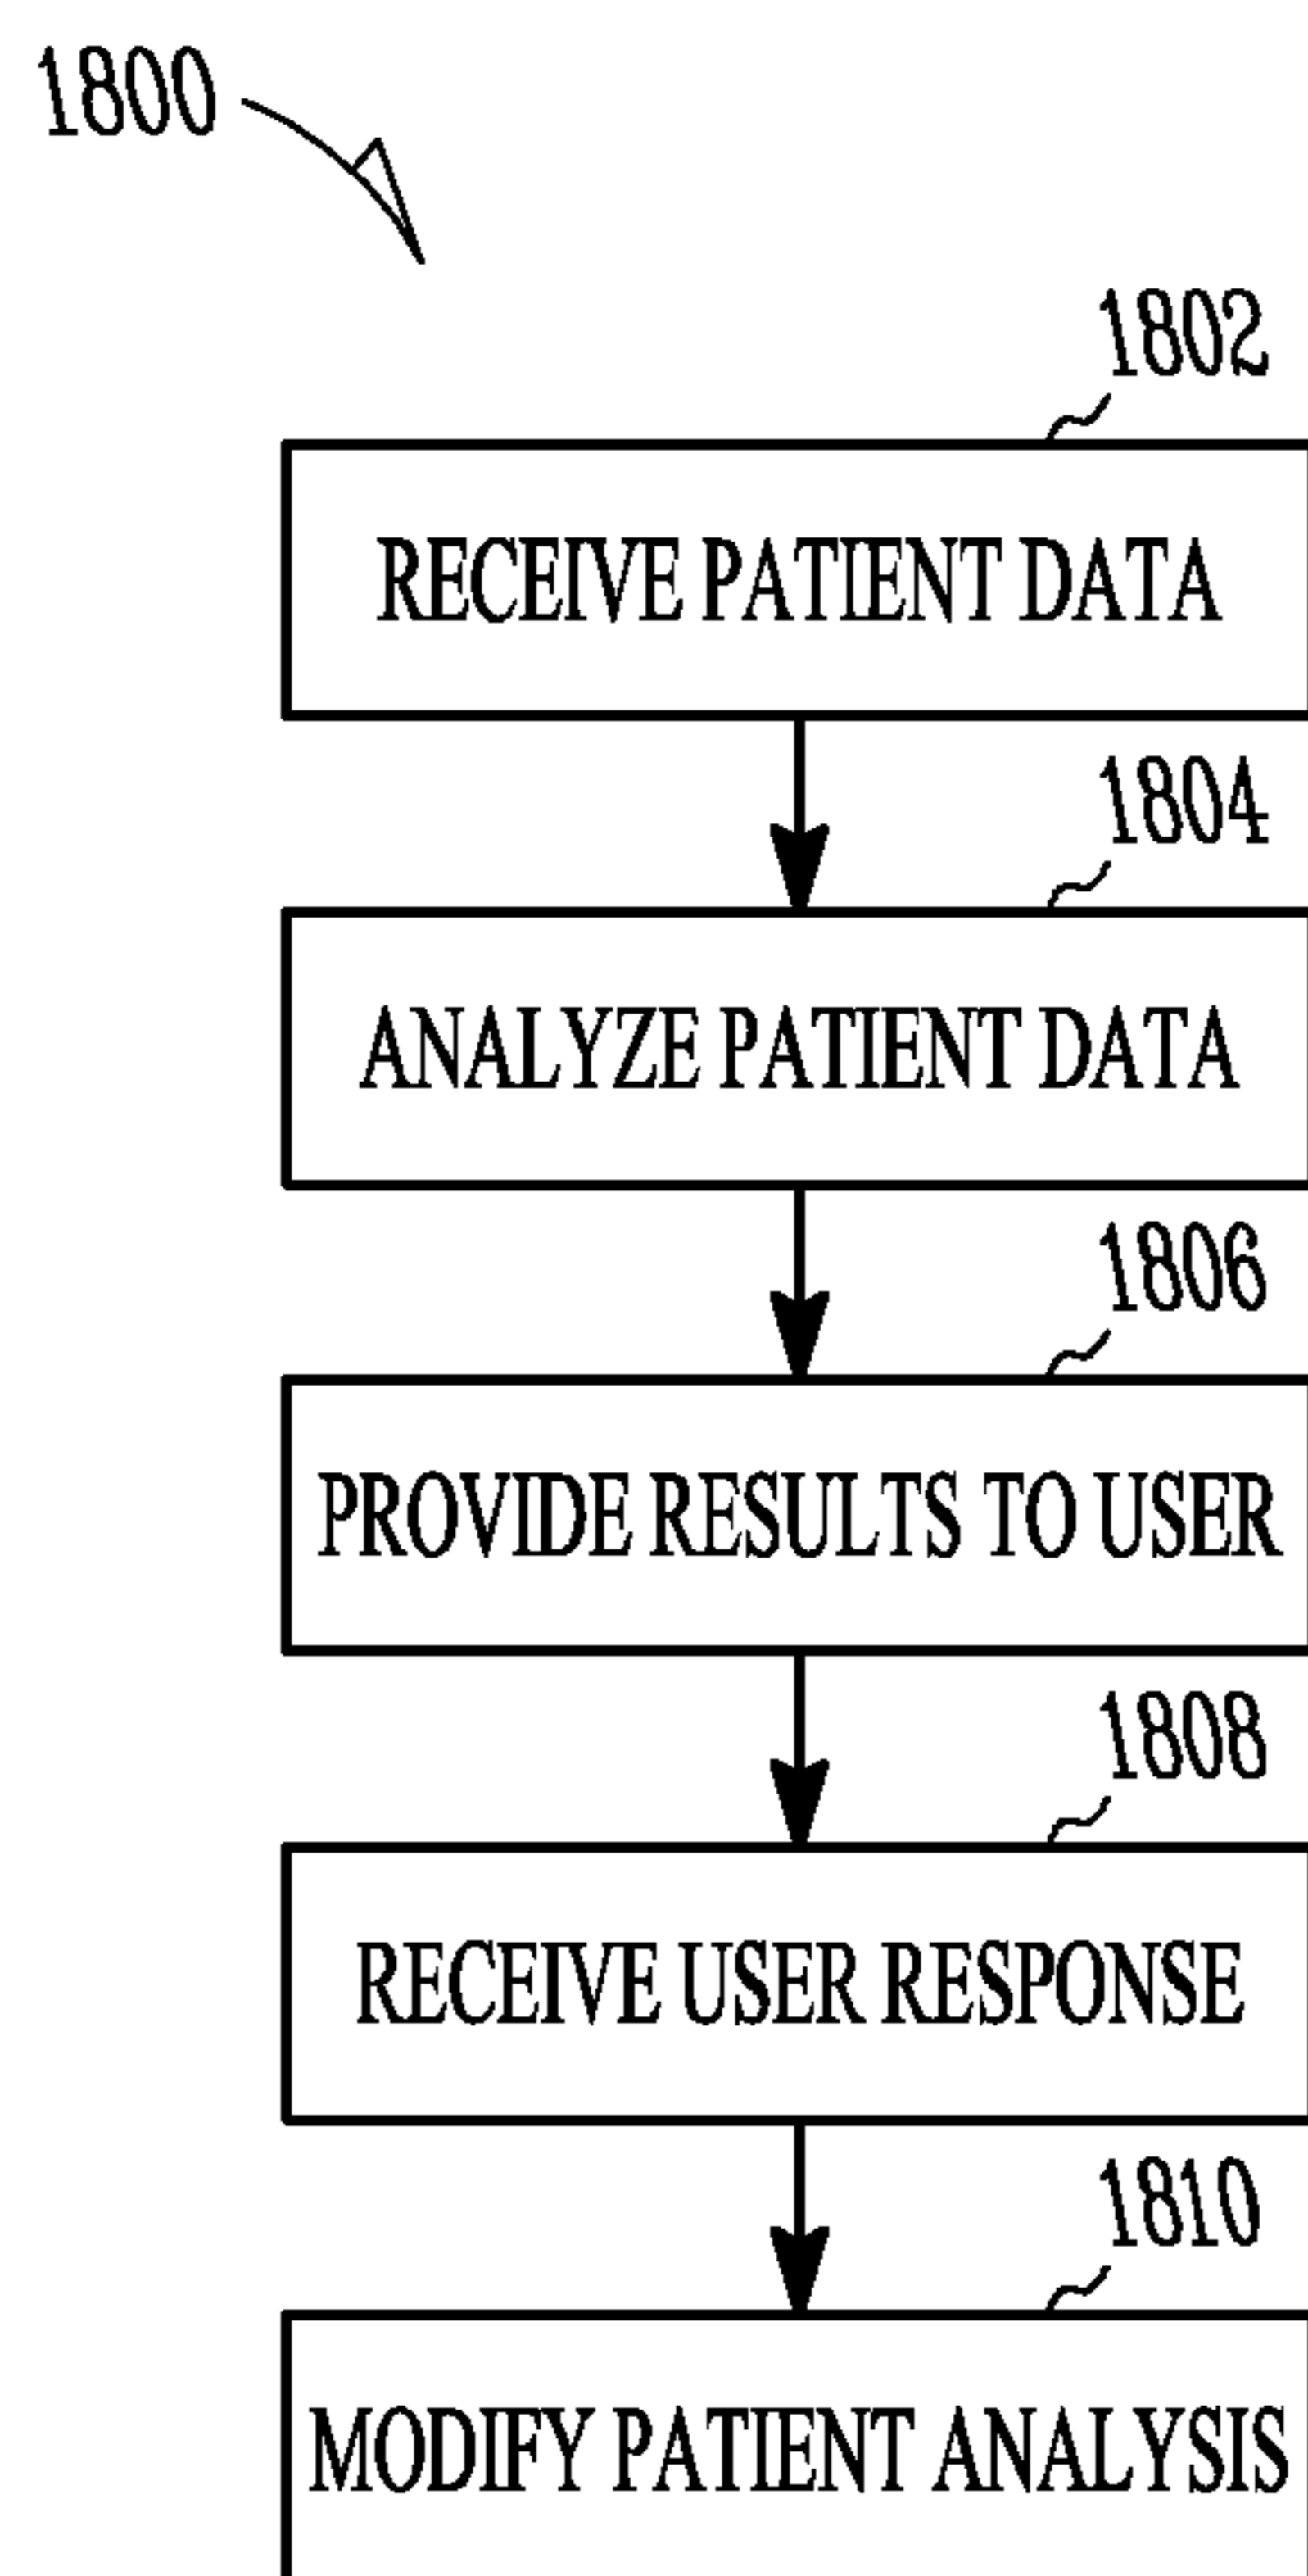 1800
1802
RECEIVE PATIENT DATA
1804
ANALYZE PATIENT DATA
1806
PROVIDE RESULTS TO USER
1808
RECEIVE USER RESPONSE
1810
MODIFY PATIENT ANALYSIS